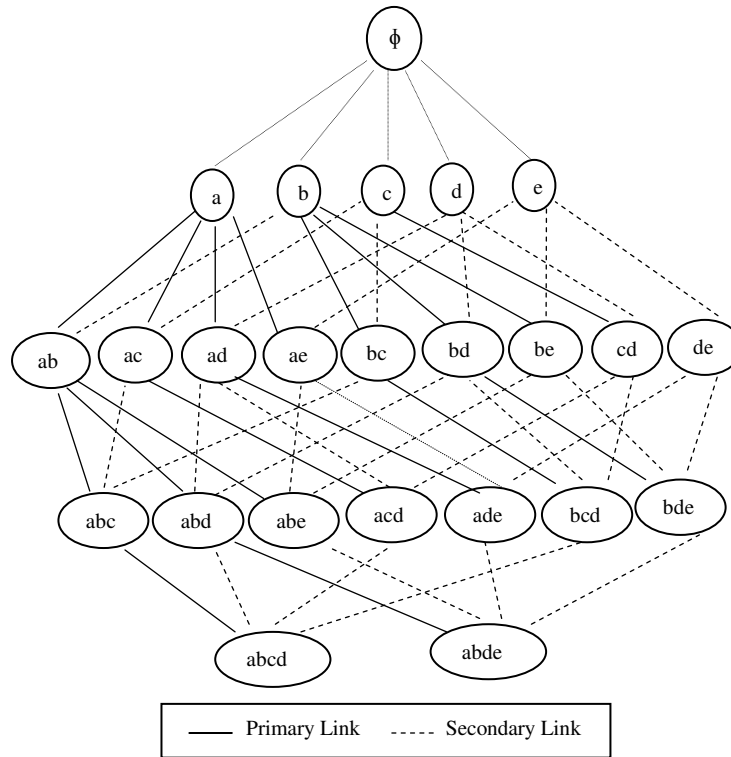 ϕ
a b c d e
ab ac ad ae bc bd be cd de
abc abd abe acd ade bcd bde
abcd abde
Primary Link Secondary Link